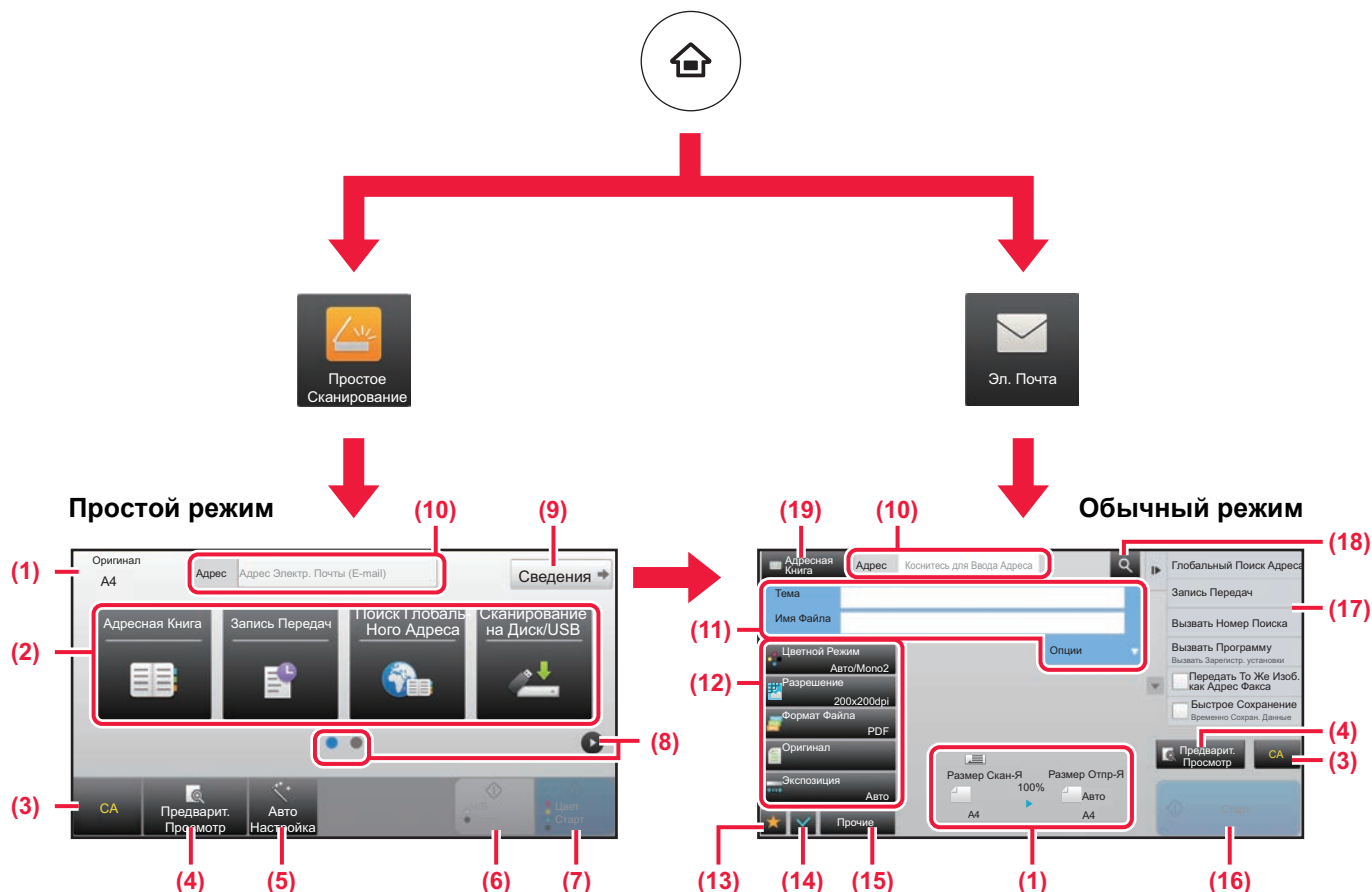 Простое
Сканирование
Эл. Почта
Простой режим
(10)
(9)
Оригинал
A4
Адрес
Адрес Электр. Почты (E-mail)
Сведения
(1)
(2)
Адресная Книга
Запись Передач
Поиск Глобаль
Ного Адреса
Сканирование
на Диск/USB
(8)
(3)
CA
Предварит.
Просмотр
Авто
Настройка
Ч/Б
Старт
Цвет
Старт
(4)
(5)
(6)
(7)
Обычный режим
(19)
(10)
(18)
Адресная
Книга
Адрес
Коснитесь для Ввода Адреса
Тема
Имя Файла
Опции
(11)
(12)
Цветной Режим
Авто/Mono2
Разрешение
200x200dpi
Формат Файла
PDF
Оригинал
Экспозиция
Авто
Прочие
Размер Скан-Я
100%
Размер Отпр-Я
Авто
A4
A4
Глобальный Поиск Адреса
Запись Передач
Вызвать Номер Поиска
Вызвать Программу
Вызвать Зарегистр. установки
Передать То Же Изоб.
как Адрес Факса
Быстрое Сохранение
Временно Сохран. Данные
(17)
(4)
Предварит.
Просмотр
CA
(3)
Старт
(13)
(14)
(15)
(1)
(16)